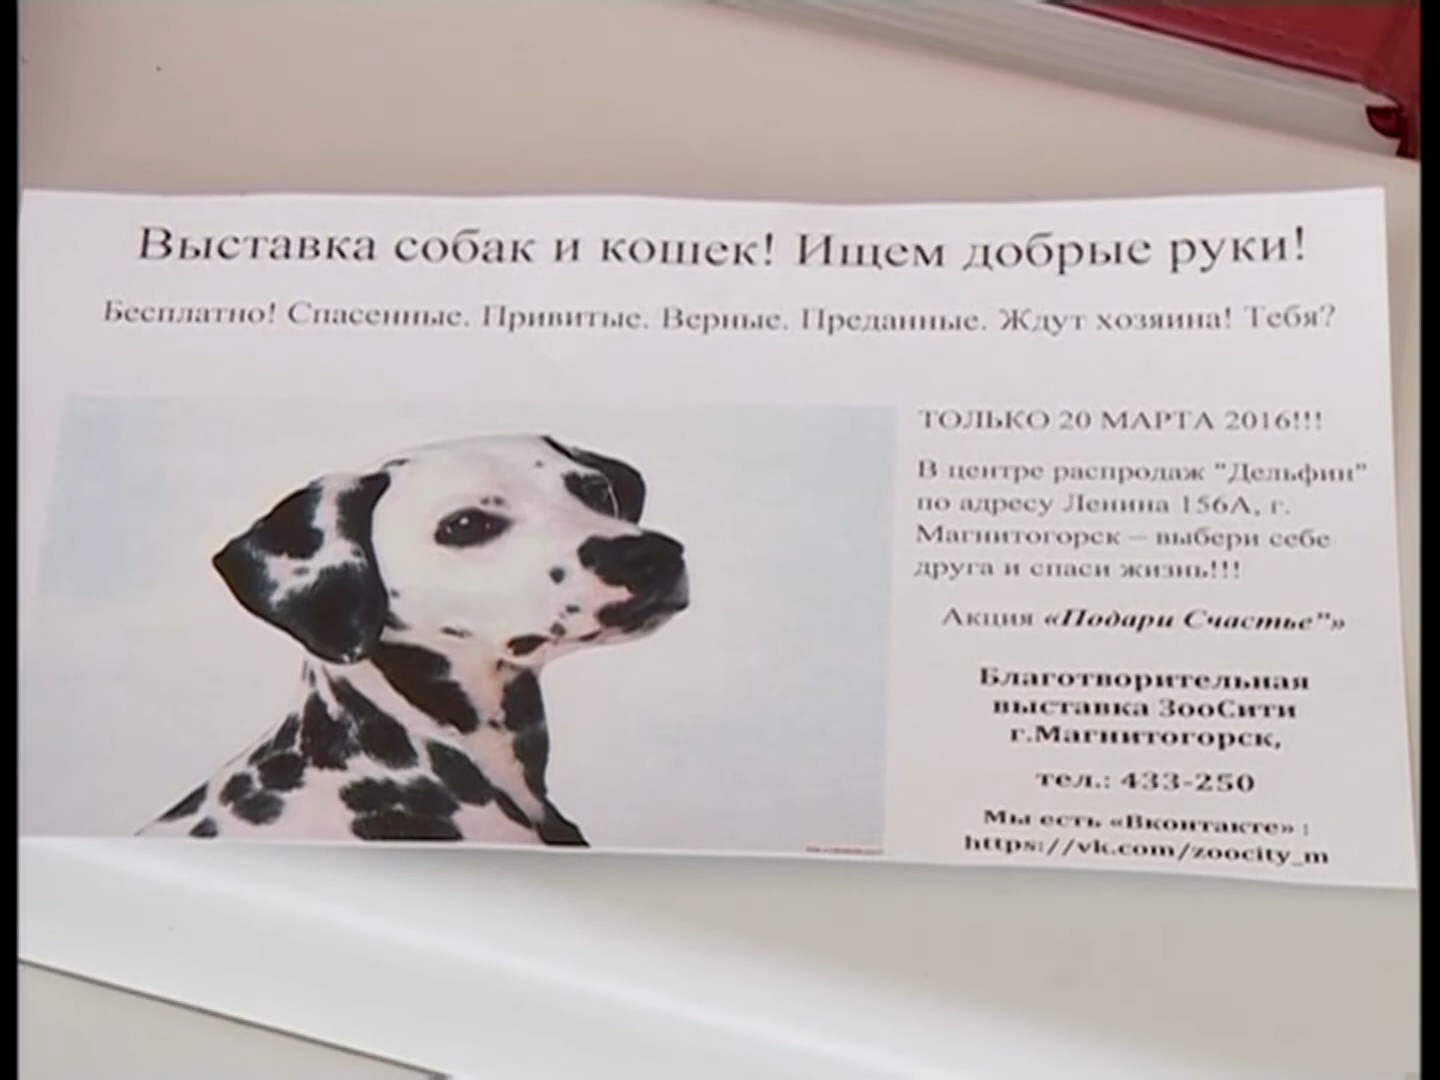 Выставка собак и кошек! Ищем добрые руки!
Бесплатно! Спасенные. Привитые. Верные. Преданные. Ждут хозяина! Тебя?
ТОЛЬКО 20 МАРТА 2016!!!
В центре распродаж "Дельфин"
по адресу Ленина 156А, г.
Магнитогорск – выбери себе
друга и спаси жизнь!!!
Акция «Подари Счастье”»
Благотворительная
выставка ЗооСити
г.Магнитогорск,
тел.: 433-250
Мы есть «Вконтакте» :
https://vk.com/zoocity_m